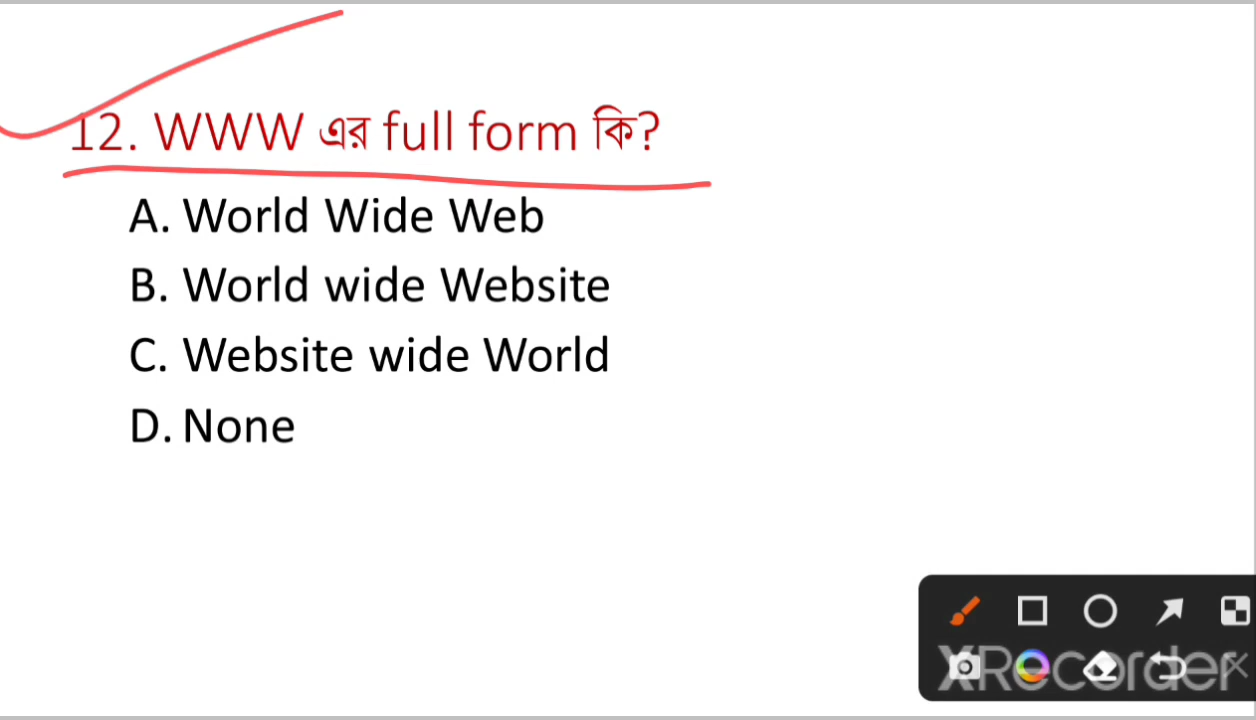 12. WWW এর full form কি?
A. World Wide Web
B. World wide Website
C. Website wide World
D. None
XRecorder